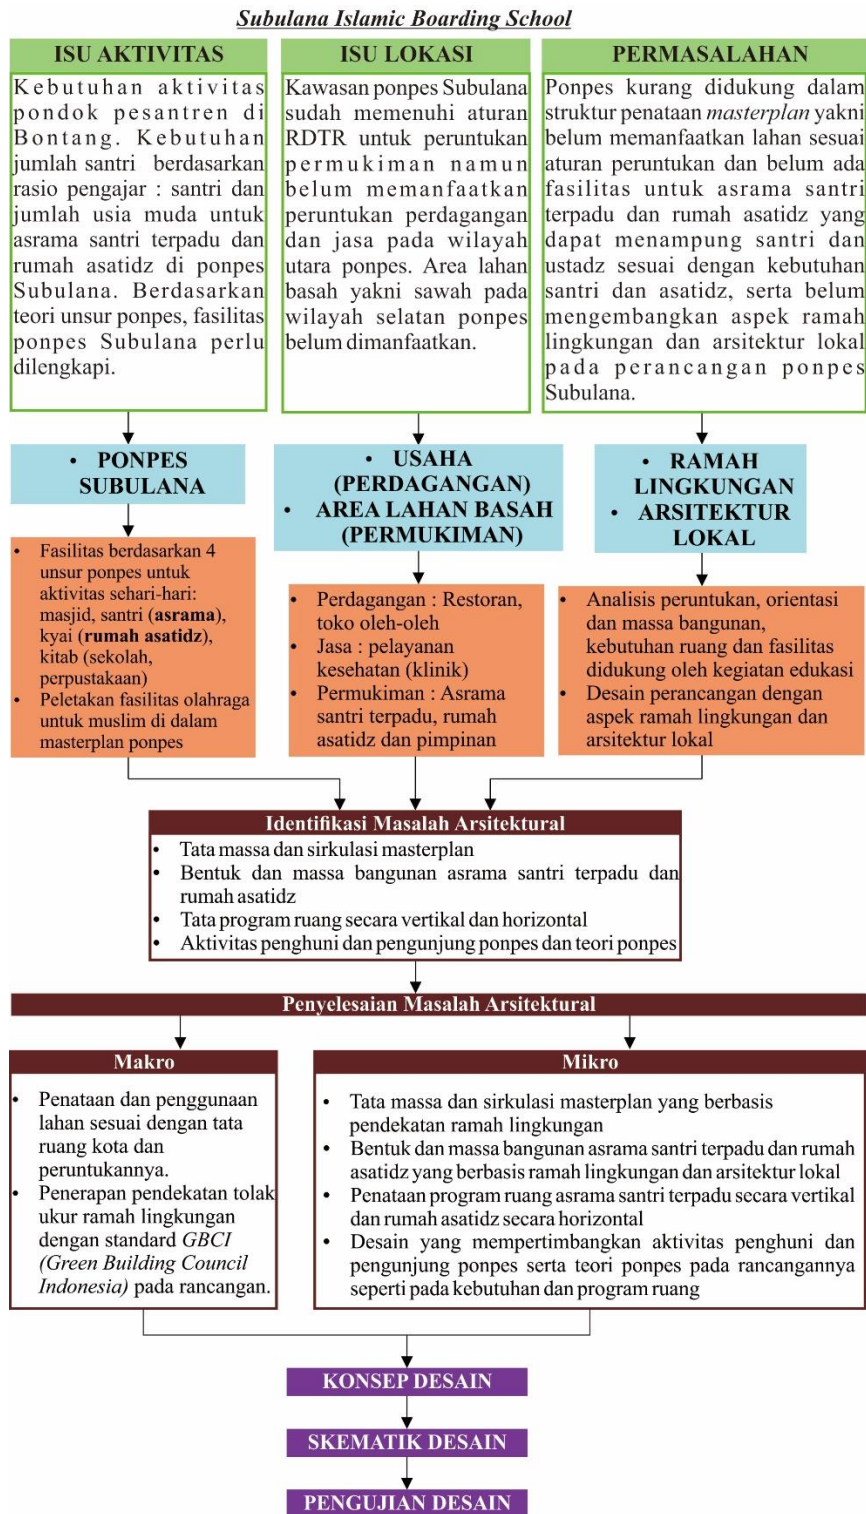 Subulana Islamic Boarding School
ISU AKTIVITAS
Kebutuhan aktivitas
pondok pesantren di
Bontang. Kebutuhan
jumlah santri berdasarkan
rasio pengajar : santri dan
jumlah usia muda untuk
asrama santri terpadu dan
rumah asatidz di ponpes
Subulana. Berdasarkan
teori unsur ponpes, fasilitas
ponpes Subulana perlu
dilengkapi.
ISU LOKASI
Kawasan ponpes Subulana
sudah memenuhi aturan
RDTR untuk peruntukan
permukiman namun
belum memanfaatkan
peruntukan perdagangan
dan jasa pada wilayah
utara ponpes. Area lahan
basah yakni sawah pada
wilayah selatan ponpes
belum dimanfaatkan.
PERMASALAHAN
Ponpes kurang didukung dalam
struktur penataan masterplan yakni
belum memanfaatkan lahan sesuai
aturan peruntukan dan belum ada
fasilitas untuk asrama santri
terpadu dan rumah asatidz yang
dapat menampung santri dan
ustadz sesuai dengan kebutuhan
santri dan asatidz, serta belum
mengembangkan aspek ramah
lingkungan dan arsitektur lokal
pada perancangan ponpes
Subulana.
• PONPES
SUBULANA
• USAHA
(PERDAGANGAN)
• AREA LAHAN BASAH
(PERMUKIMAN)
• RAMAH
LINGKUNGAN
• ARSITEKTUR
LOKAL
• Fasilitas berdasarkan 4
unsur ponpes untuk
aktivitas sehari-hari:
masjid, santri (asrama),
kyai (rumah asatidz),
kitab (sekolah,
perpustakaan)
• Peletakan fasilitas olahraga
untuk muslim di dalam
masterplan ponpes
• Perdagangan : Restoran,
toko oleh-oleh
• Jasa : pelayanan
kesehatan (klinik)
• Permukiman : Asrama
santri terpadu, rumah
asatidz dan pimpinan
• Analisis peruntukan, orientasi
dan massa bangunan,
kebutuhan ruang dan fasilitas
didukung oleh kegiatan edukasi
• Desain perancangan dengan
aspek ramah lingkungan dan
arsitektur lokal
Identifikasi Masalah Arsitektural
• Tata massa dan sirkulasi masterplan
• Bentuk dan massa bangunan asrama santri terpadu dan
rumah asatidz
• Tata program ruang secara vertikal dan horizontal
• Aktivitas penghuni dan pengunjung ponpes dan teori ponpes
Penyelesaian Masalah Arsitektural
Makro
• Penataan dan penggunaan
lahan sesuai dengan tata
ruang kota dan
peruntukannya.
• Penerapan pendekatan tolak
ukur ramah lingkungan
dengan standard GBCI
(Green Building Council
Indonesia) pada rancangan.
Mikro
• Tata massa dan sirkulasi masterplan yang berbasis
pendekatan ramah lingkungan
• Bentuk dan massa bangunan asrama santri terpadu dan rumah
asatidz yang berbasis ramah lingkungan dan arsitektur lokal
• Penataan program ruang asrama santri terpadu secara vertikal
dan rumah asatidz secara horizontal
• Desain yang mempertimbangkan aktivitas penghuni dan
pengunjung ponpes serta teori ponpes pada rancangannya
seperti pada kebutuhan dan program ruang
KONSEP DESAIN
SKEMATIK DESAIN
PENGUJIAN DESAIN